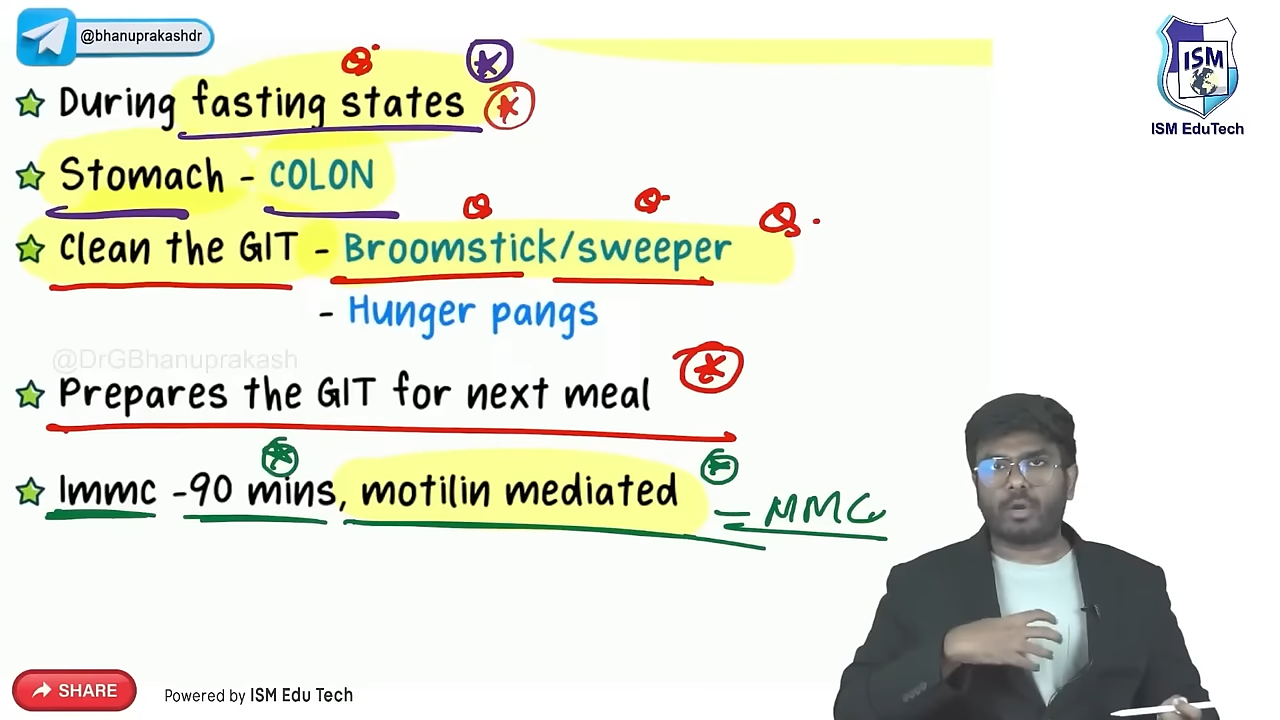 @bhanuprakashdr
ISM
ISM EduTech
During fasting states
Stomach - COLON
Clean the GIT - Broomstick/sweeper
- Hunger pangs
@DrGBhanuprakash
Prepares the GIT for next meal
1mmc -90 mins, motilin mediated
= MMC
SHARE
Powered by ISM Edu Tech